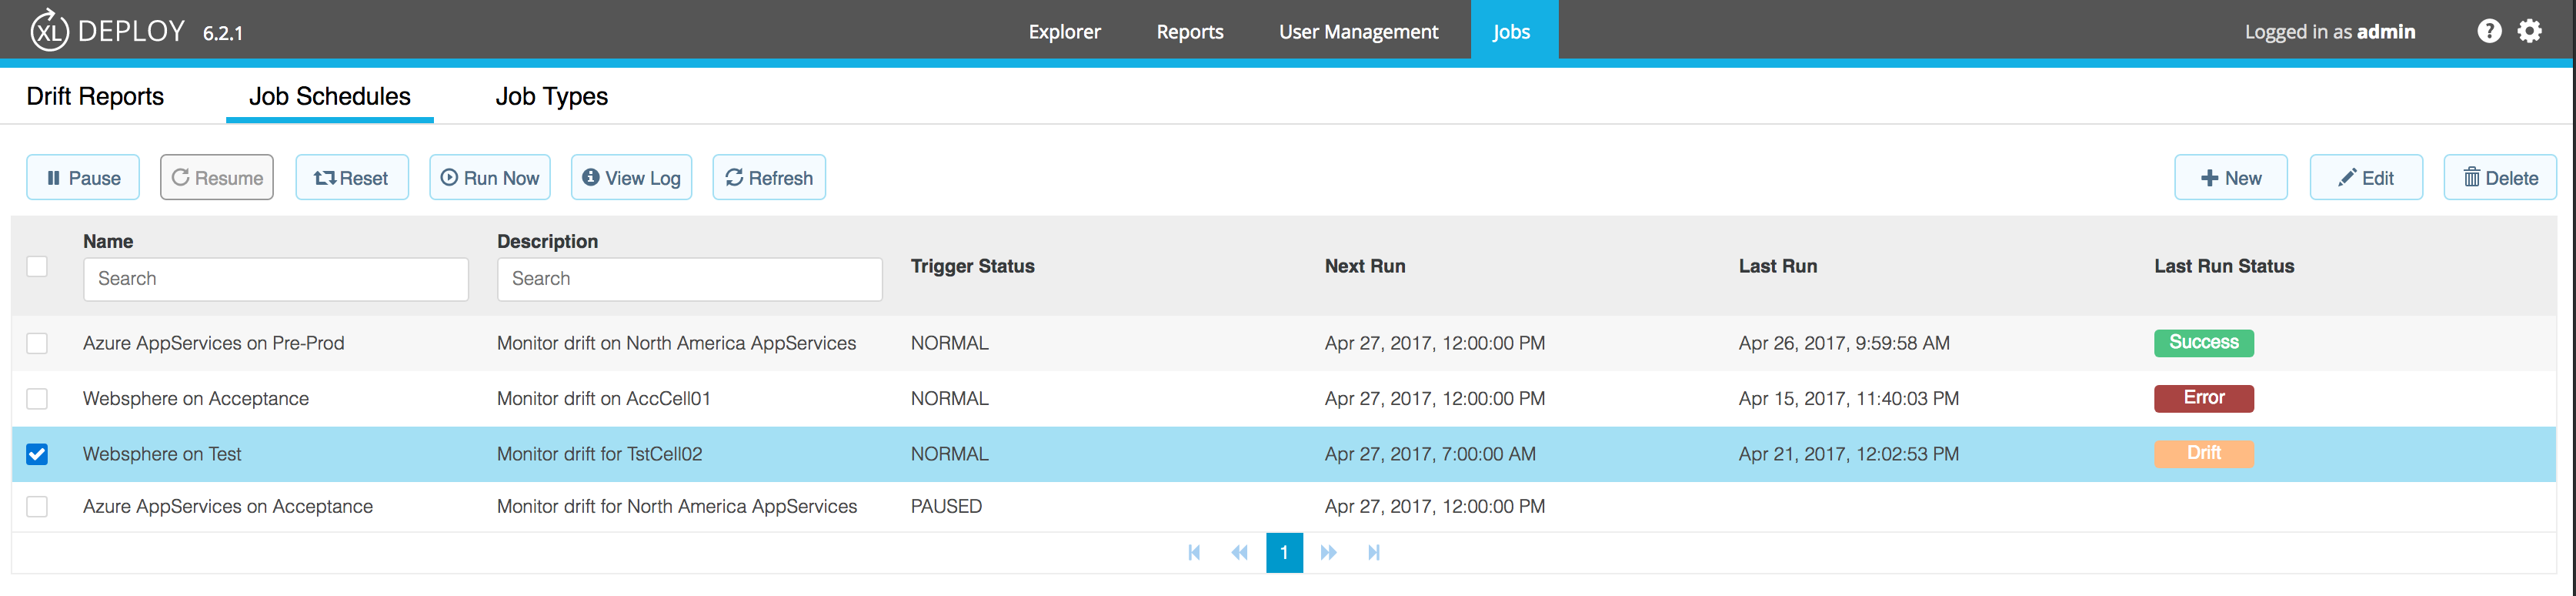 XL DEPLOY 6.2.1 Explorer Reports User Management Jobs Logged in as admin ?
Drift Reports Job Schedules Job Types
Pause Resume Reset Run Now View Log Refresh New Edit Delete
Name Description Trigger Status Next Run Last Run Last Run Status
Search Search
Azure AppServices on Pre-Prod Monitor drift on North America AppServices NORMAL Apr 27, 2017, 12:00:00 PM Apr 26, 2017, 9:59:58 AM Success
Websphere on Acceptance Monitor drift on AccCell01 NORMAL Apr 27, 2017, 12:00:00 PM Apr 15, 2017, 11:40:03 PM Error
Websphere on Test Monitor drift for TstCell02 NORMAL Apr 27, 2017, 7:00:00 AM Apr 21, 2017, 12:02:53 PM Drift
Azure AppServices on Acceptance Monitor drift for North America AppServices PAUSED Apr 27, 2017, 12:00:00 PM
1